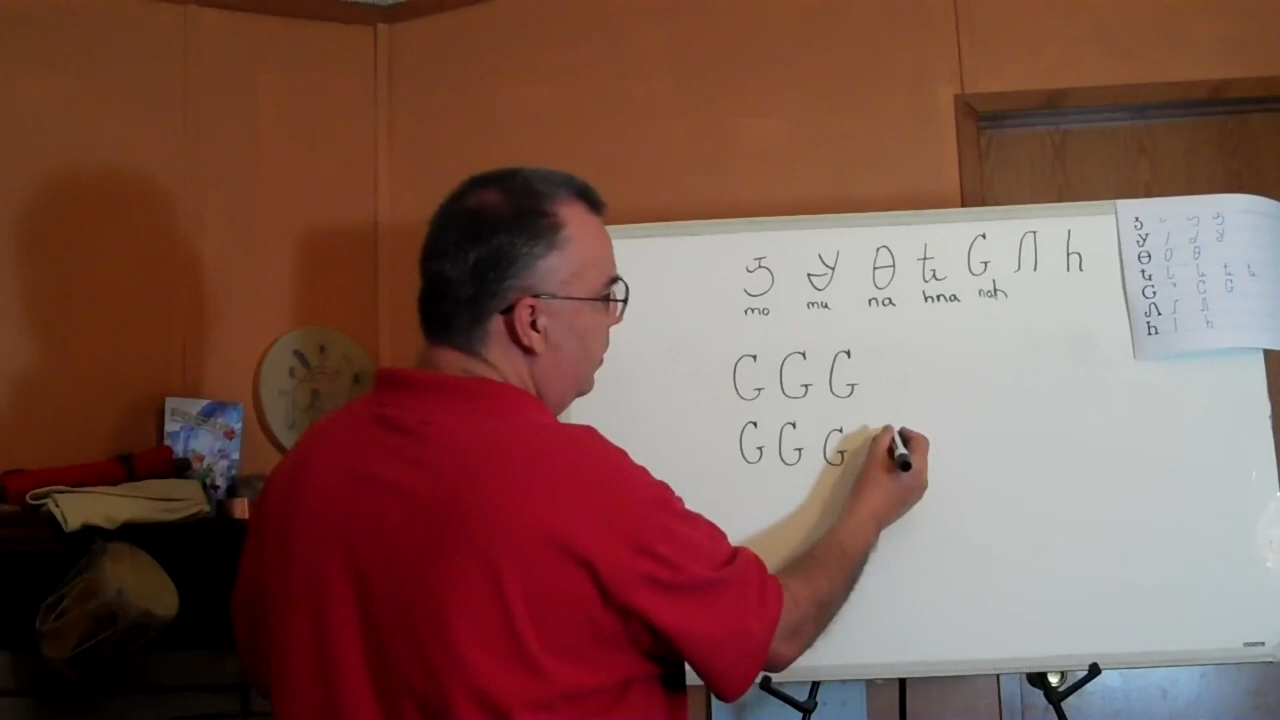 Ꮌ Ꮍ Ꮎ Ꮏ Ꮐ Ꮑ Ꮒ
mo mu na hna nah
Ꮐ Ꮐ Ꮐ
Ꮐ Ꮐ Ꮐ
Ꮌ
Ꮍ
Ꮎ
Ꮏ
Ꮐ
Ꮑ
Ꮒ